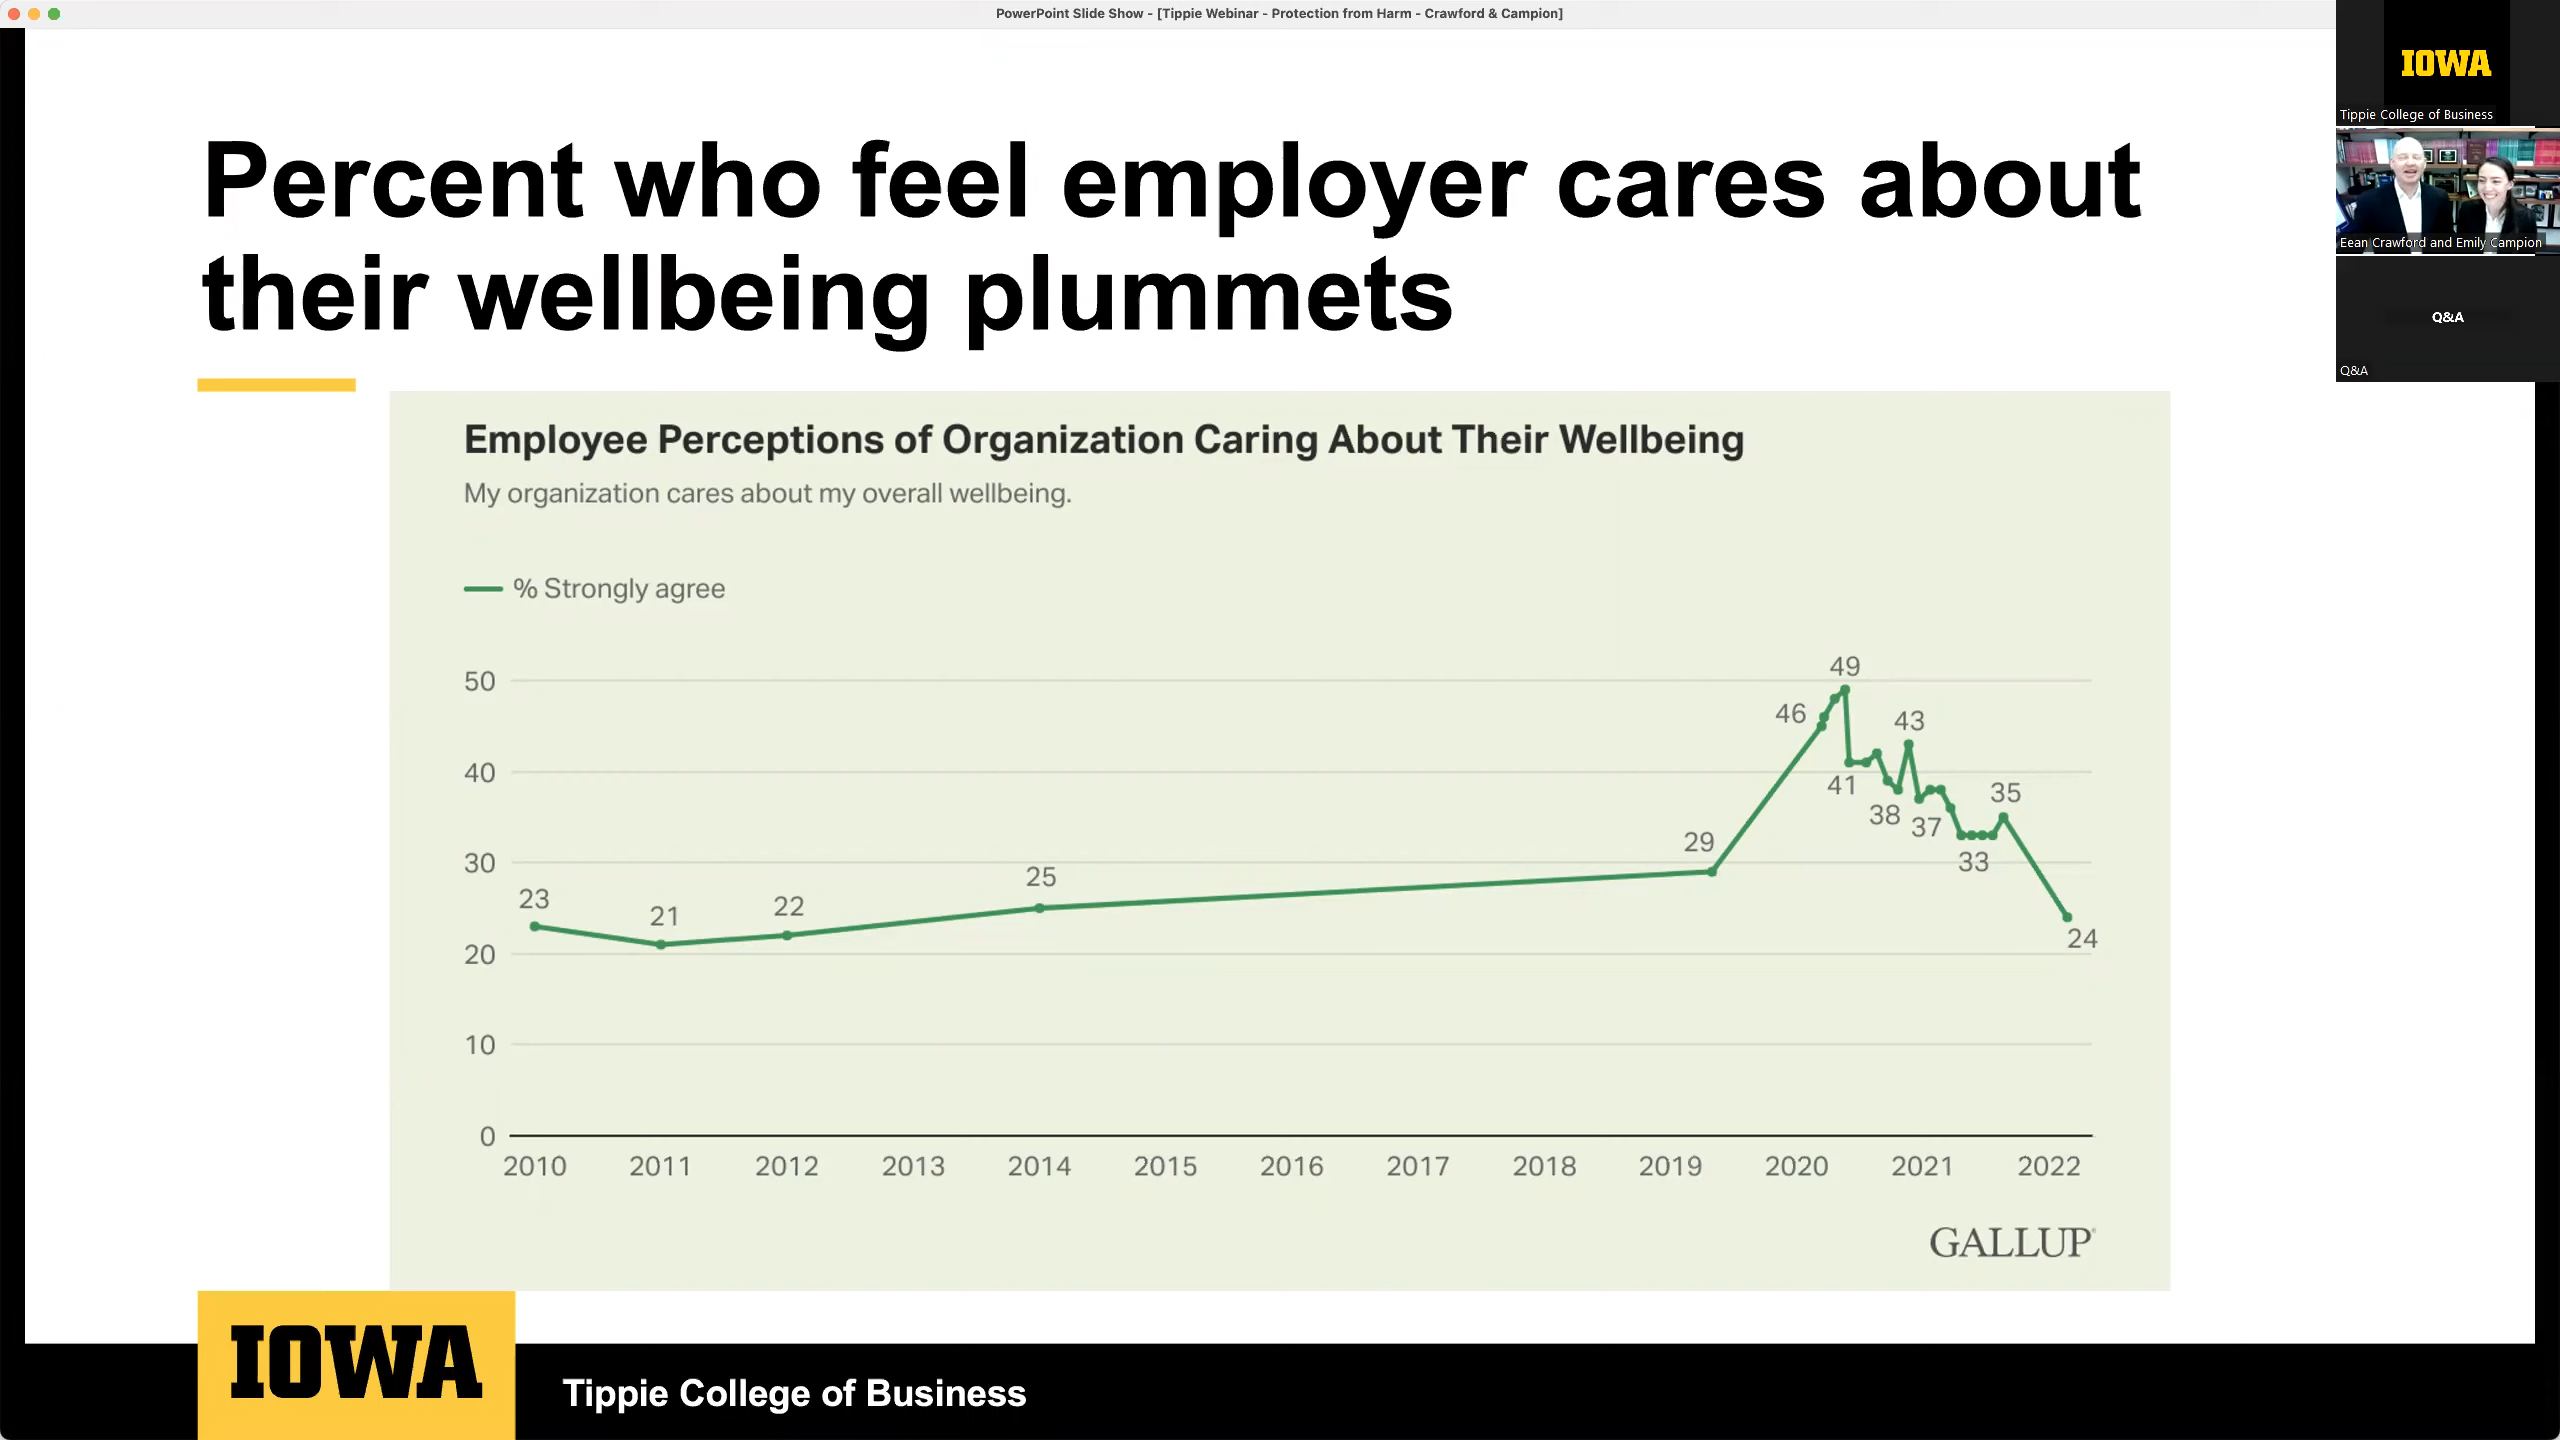 PowerPoint Slide Show - [Tippie Webinar - Protection from Harm - Crawford & Campion]
IOWA
Tippie College of Business
Eean Crawford and Emily Campion
Q&A
Q&A
Percent who feel employer cares about
their wellbeing plummets
Employee Perceptions of Organization Caring About Their Wellbeing
My organization cares about my overall wellbeing.
% Strongly agree
50
40
30
20
10
0
23
21
22
25
29
46
49
41
38
43
37
33
35
24
2010 2011 2012 2013 2014 2015 2016 2017 2018 2019 2020 2021 2022
GALLUP
IOWA
Tippie College of Business